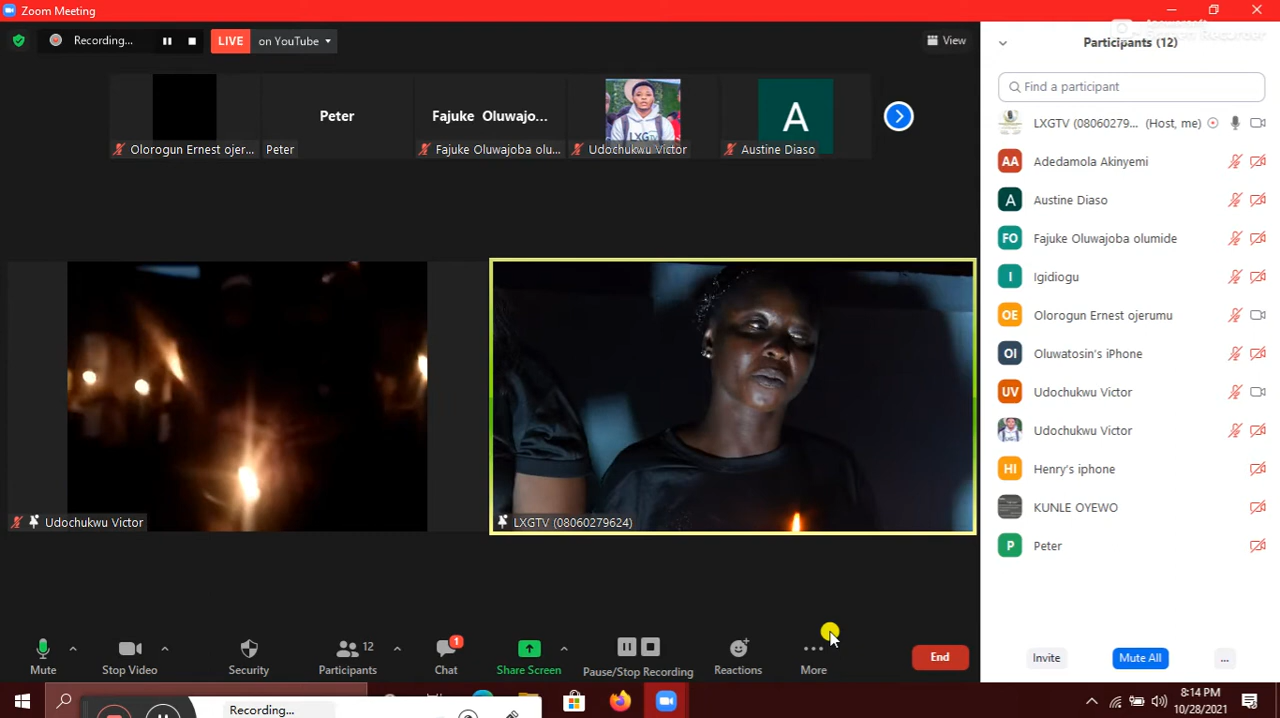 Zoom Meeting
Recording...
LIVE on YouTube
View
Participants (12)
Find a participant
Peter
Fajuke Oluwajo...
A
LXGTV
Olorogun Ernest ojer...
Peter
Fajuke Oluwajoba olu...
Udochukwu Victor
Austine Diaso
LXGTV (08060279... (Host, me)
AA Adedamola Akinyemi
A Austine Diaso
FO Fajuke Oluwajoba olumide
I Igidiogu
OE Olorogun Ernest ojerumu
OI Oluwatosin's iPhone
UV Udochukwu Victor
Udochukwu Victor
HI Henry's iphone
KUNLE OYEWO
P Peter
Udochukwu Victor
LXGTV (08060279624)
Mute
Stop Video
Security
12
Participants
1
Chat
Share Screen
Pause/Stop Recording
Reactions
More
End
Invite
Mute All
...
Recording...
8:14 PM
10/28/2021